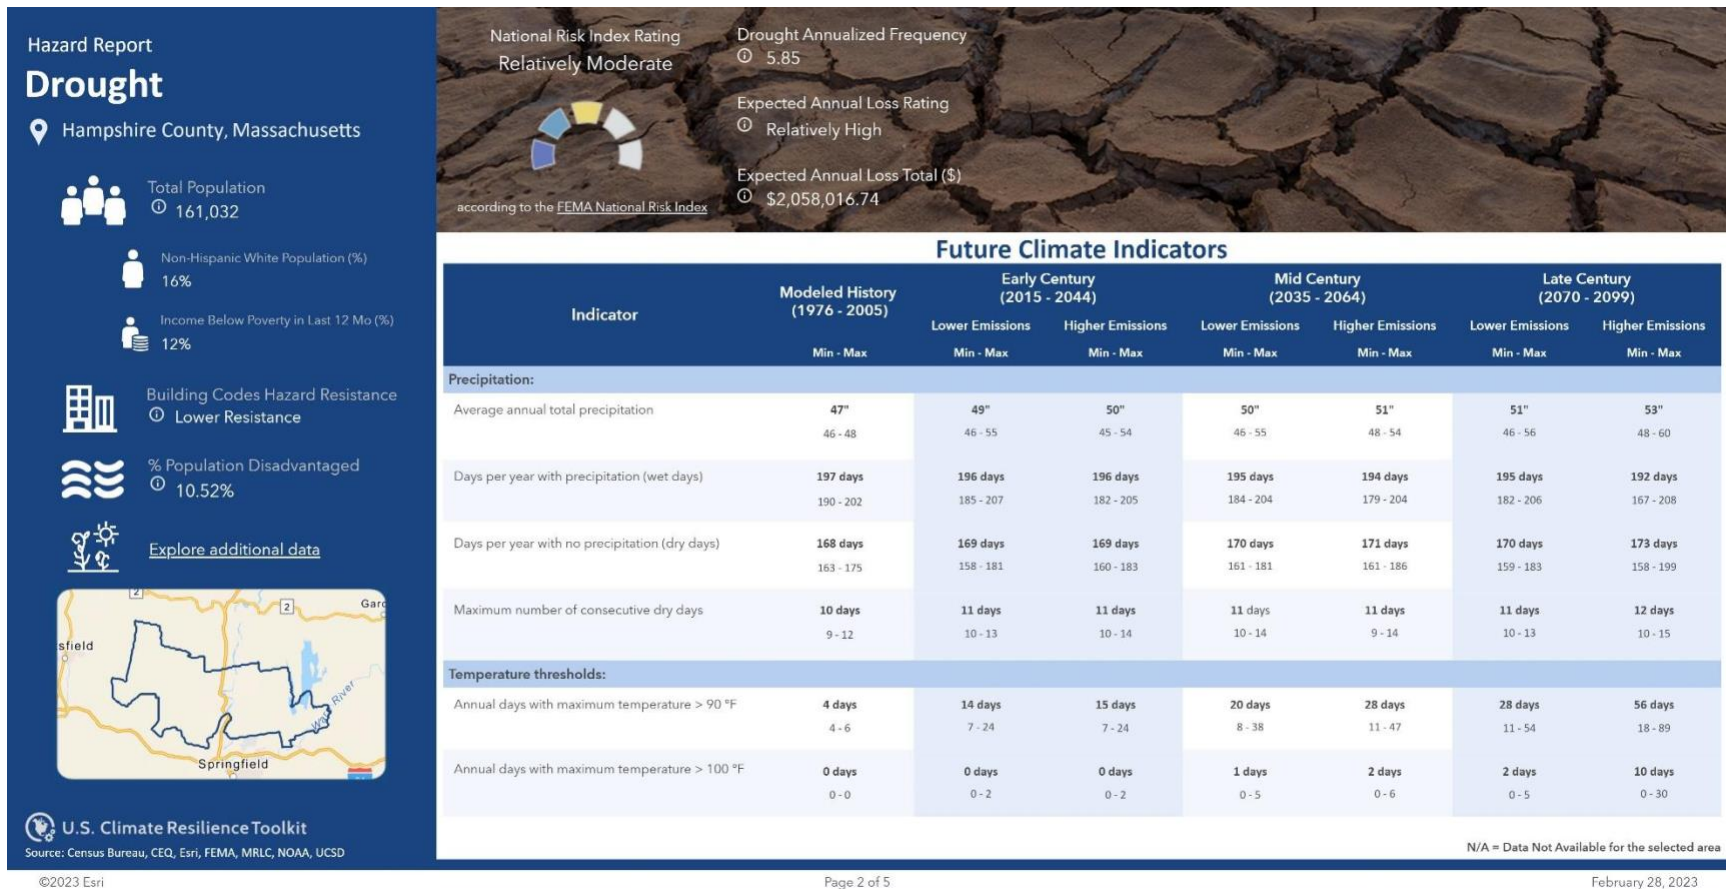 Hazard Report
Drought
Hampshire County, Massachusetts
Total Population
161,032
Non-Hispanic White Population (%)
16%
Income Below Poverty in Last 12 Mo (%)
12%
Building Codes Hazard Resistance
Lower Resistance
% Population Disadvantaged
10.52%
Explore additional data
2
2
Gard
sfield
Ware River
Springfield
U.S. Climate Resilience Toolkit
Source: Census Bureau, CEQ, Esri, FEMA, MRLC, NOAA, UCSD
National Risk Index Rating
Relatively Moderate
according to the FEMA National Risk Index
Drought Annualized Frequency
5.85
Expected Annual Loss Rating
Relatively High
Expected Annual Loss Total ($)
$2,058,016.74
Future Climate Indicators
Indicator
Modeled History
(1976 - 2005)
Early Century
(2015 - 2044)
Mid Century
(2035 - 2064)
Late Century
(2070 - 2099)
Lower Emissions Higher Emissions Lower Emissions Higher Emissions Lower Emissions Higher Emissions
Min - Max Min - Max Min - Max Min - Max Min - Max Min - Max Min - Max
Precipitation:
Average annual total precipitation 47" 49" 50" 50" 51" 51" 53"
46 - 48 46 - 55 45 - 54 46 - 55 48 - 54 46 - 56 48 - 60
Days per year with precipitation (wet days) 197 days 196 days 196 days 195 days 194 days 195 days 192 days
190 - 202 185 - 207 182 - 205 184 - 204 179 - 204 182 - 206 167 - 208
Days per year with no precipitation (dry days) 168 days 169 days 169 days 170 days 171 days 170 days 173 days
163 - 175 158 - 181 160 - 183 161 - 181 161 - 186 159 - 183 158 - 199
Maximum number of consecutive dry days 10 days 11 days 11 days 11 days 11 days 11 days 12 days
9 - 12 10 - 13 10 - 14 10 - 14 9 - 14 10 - 13 10 - 15
Temperature thresholds:
Annual days with maximum temperature > 90 °F 4 days 14 days 15 days 20 days 28 days 28 days 56 days
4 - 6 7 - 24 7 - 24 8 - 38 11 - 47 11 - 54 18 - 89
Annual days with maximum temperature > 100 °F 0 days 0 days 0 days 1 days 2 days 2 days 10 days
0 - 0 0 - 2 0 - 2 0 - 5 0 - 6 0 - 5 0 - 30
N/A = Data Not Available for the selected area
©2023 Esri
Page 2 of 5
February 28, 2023